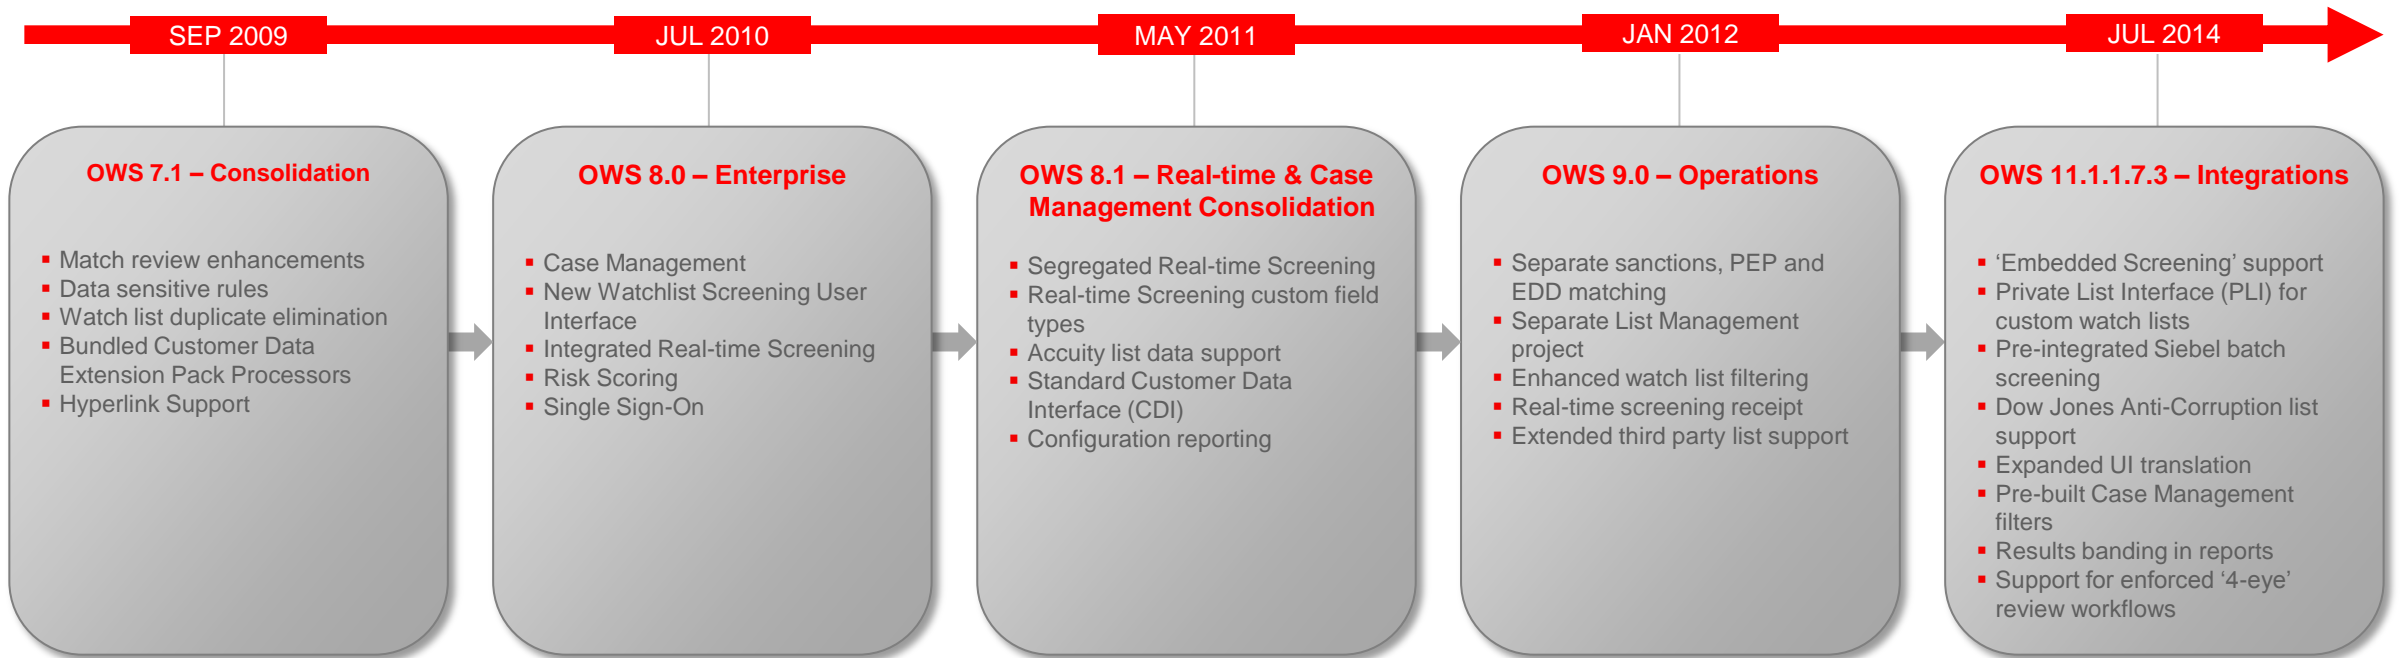 SEP 2009
JUL 2010
MAY 2011
JAN 2012
JUL 2014
OWS 7.1 – Consolidation
▪ Match review enhancements
▪ Data sensitive rules
▪ Watch list duplicate elimination
▪ Bundled Customer Data
Extension Pack Processors
▪ Hyperlink Support
OWS 8.0 – Enterprise
▪ Case Management
▪ New Watchlist Screening User
Interface
▪ Integrated Real-time Screening
▪ Risk Scoring
▪ Single Sign-On
OWS 8.1 – Real-time & Case
Management Consolidation
▪ Segregated Real-time Screening
▪ Real-time Screening custom field
types
▪ Accuity list data support
▪ Standard Customer Data
Interface (CDI)
▪ Configuration reporting
OWS 9.0 – Operations
▪ Separate sanctions, PEP and
EDD matching
▪ Separate List Management
project
▪ Enhanced watch list filtering
▪ Real-time screening receipt
▪ Extended third party list support
OWS 11.1.1.7.3 – Integrations
▪ ‘Embedded Screening’ support
▪ Private List Interface (PLI) for
custom watch lists
▪ Pre-integrated Siebel batch
screening
▪ Dow Jones Anti-Corruption list
support
▪ Expanded UI translation
▪ Pre-built Case Management
filters
▪ Results banding in reports
▪ Support for enforced ‘4-eye’
review workflows